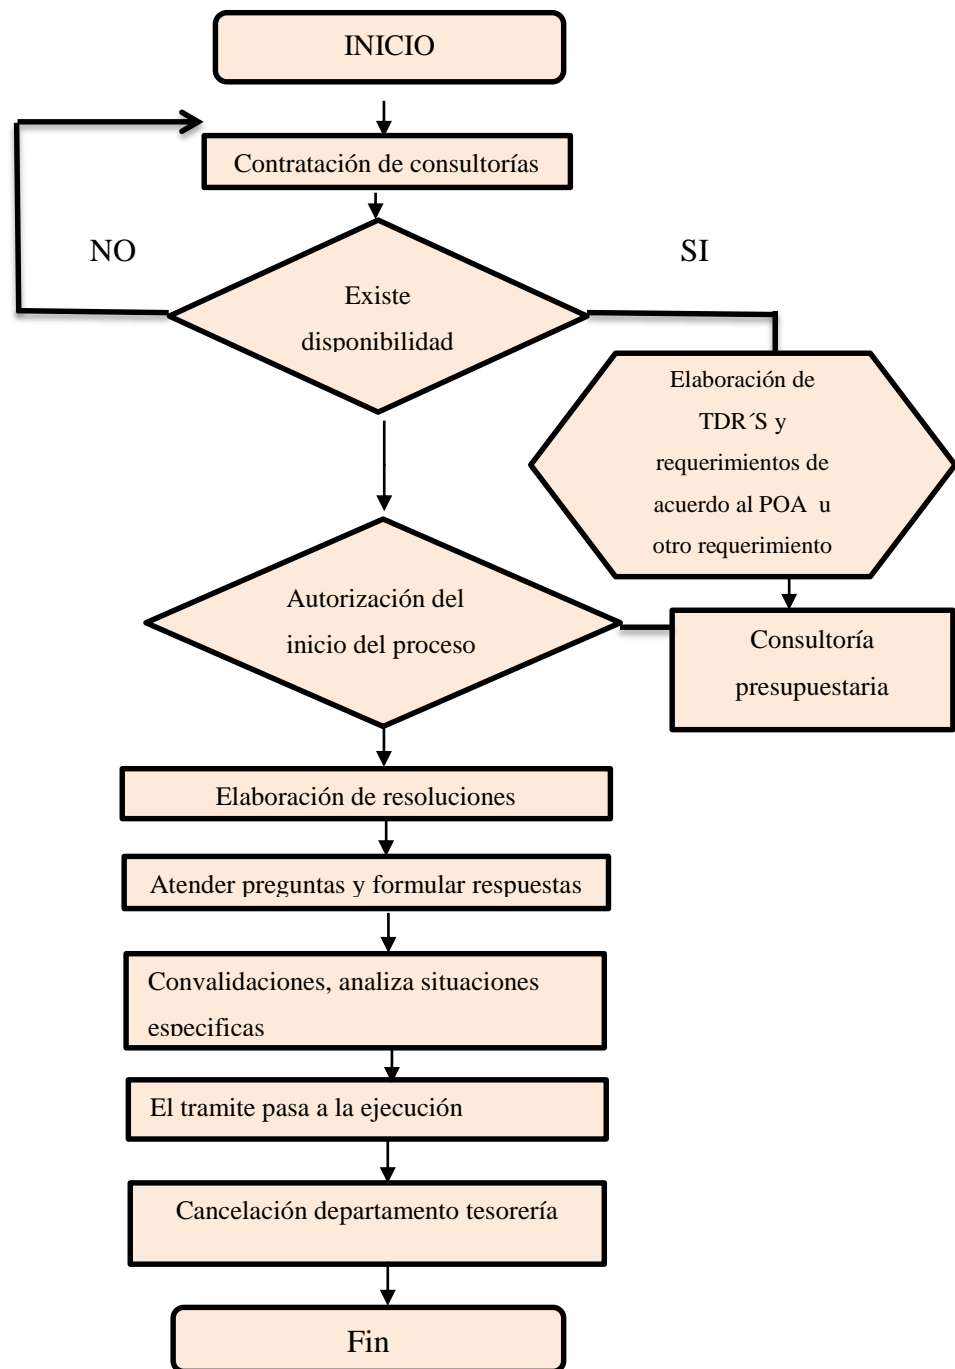 INICIO
Contratación de consultorías
NO
SI
Existe
disponibilidad
Elaboración de
TDR´S y
requerimientos de
acuerdo al POA u
otro requerimiento
Autorización del
inicio del proceso
Consultoría
presupuestaria
Elaboración de resoluciones
Atender preguntas y formular respuestas
Convalidaciones, analiza situaciones
especificas
El tramite pasa a la ejecución
Cancelación departamento tesorería
Fin